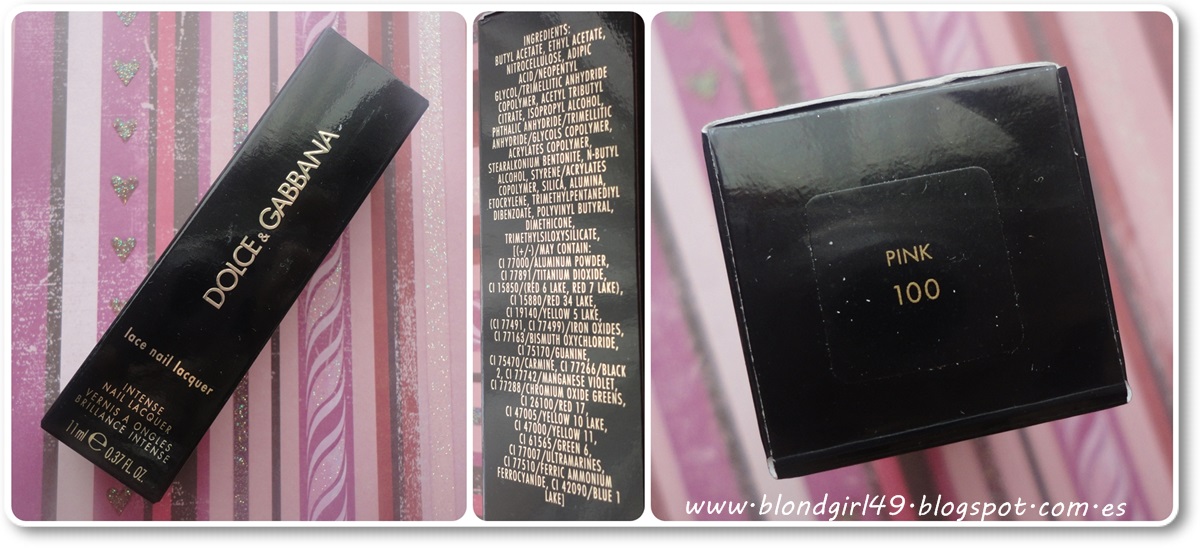 DOLCE & GABBANA
lace nail lacquer
INTENSE
NAIL LACQUER
VERNIS À ONGLES
BRILLANCE INTENSE
11 ml e 0.37 FL. OZ.
INGREDIENTS:
BUTYL ACETATE, ETHYL ACETATE,
NITROCELLULOSE, ADIPIC
ACID/NEOPENTYL
GLYCOL/TRIMELLITIC ANHYDRIDE
COPOLYMER, ACETYL TRIBUTYL
CITRATE, ISOPROPYL ALCOHOL,
PHTHALIC ANHYDRIDE/TRIMELLITIC
ANHYDRIDE/GLYCOLS COPOLYMER,
ACRYLATES COPOLYMER,
STEARALKONIUM BENTONITE, N-BUTYL
ALCOHOL, STYRENE/ACRYLATES
COPOLYMER, SILICA, ALUMINA,
ETOCRYLENE, TRIMETHYLPENTANEDIYL
DIBENZOATE, POLYVINYL BUTYRAL,
DIMETHICONE,
TRIMETHYLSILOXYSILICATE,
[(+/-)/MAY CONTAIN:
CI 77000/ALUMINUM POWDER,
CI 77891/TITANIUM DIOXIDE,
CI 15850/(RED 6 LAKE, RED 7 LAKE),
CI 15880/RED 34 LAKE,
CI 19140/YELLOW 5 LAKE,
(CI 77491, CI 77499)/IRON OXIDES,
CI 77163/BISMUTH OXYCHLORIDE,
CI 75170/GUANINE,
CI 75470/CARMINE, CI 77266/BLACK
2, CI 77742/MANGANESE VIOLET,
CI 77288/CHROMIUM OXIDE GREENS,
CI 26100/RED 17,
CI 47005/YELLOW 10 LAKE,
CI 47000/YELLOW 11,
CI 61565/GREEN 6,
CI 77007/ULTRAMARINES,
CI 77510/FERRIC AMMONIUM
FERROCYANIDE, CI 42090/BLUE 1
LAKE]
PINK
100
www.blondgirl49.blogspot.com.es